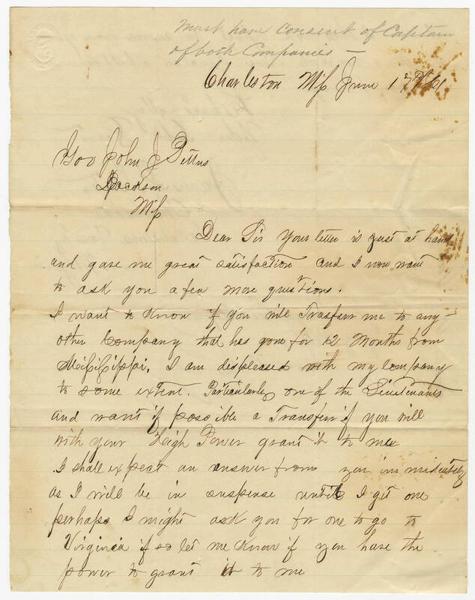 Must have consent of Captain
of both Companies —
Charleston Mfs June 17th /61
Gov John J Pettus
Jackson
Mfs
Dear Sir Your letter is just at hand
and gave me great satisfaction and I now want
to ask you a few more questions.
I want to Know if you will Trasfer me to any
other Company that has gone for 12 Months from
Mifsifsippi, I am displeased with my company
to some extent. Particularly one of the Lieutenants
and want if possible a Transfer if you will
with your High Power grant it to me
I shall expect an answer from you immediately
as I will be in suspense until I get one
perhaps I might ask you for one to go to
Virginia if so let me Know if you have the
power to grant it to me